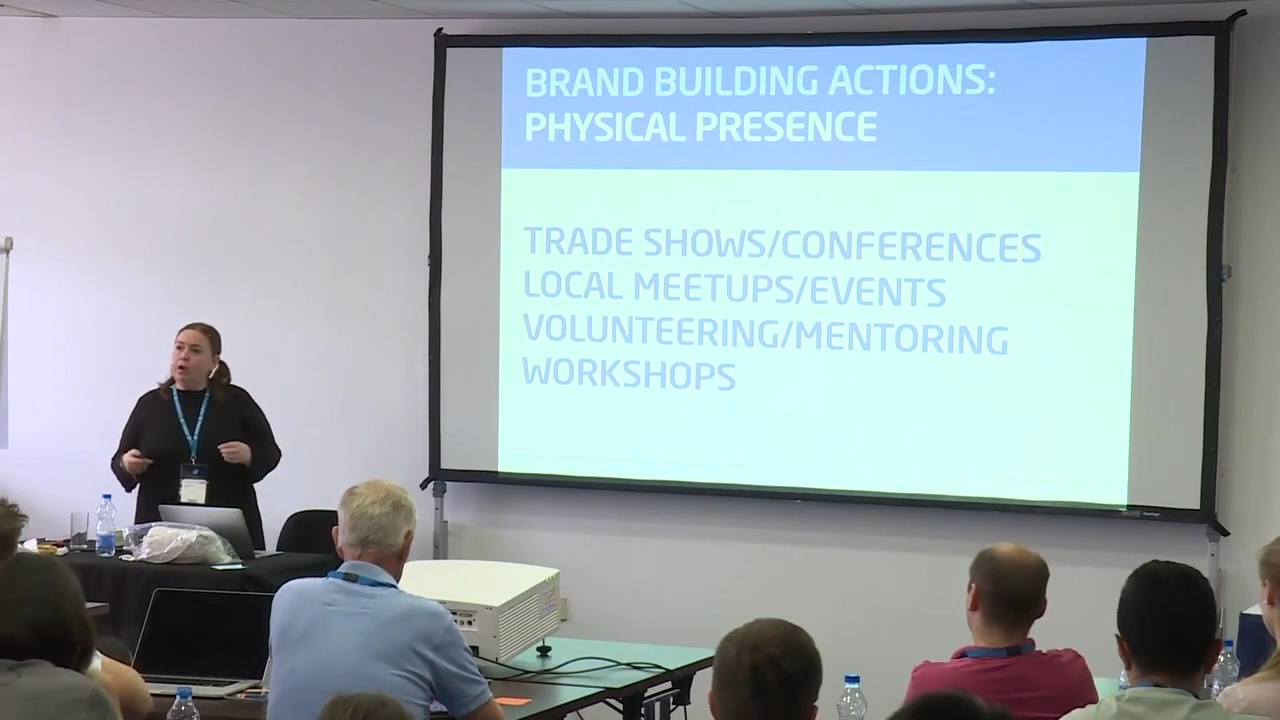 BRAND BUILDING ACTIONS:
PHYSICAL PRESENCE
TRADE SHOWS/CONFERENCES
LOCAL MEETUPS/EVENTS
VOLUNTEERING/MENTORING
WORKSHOPS